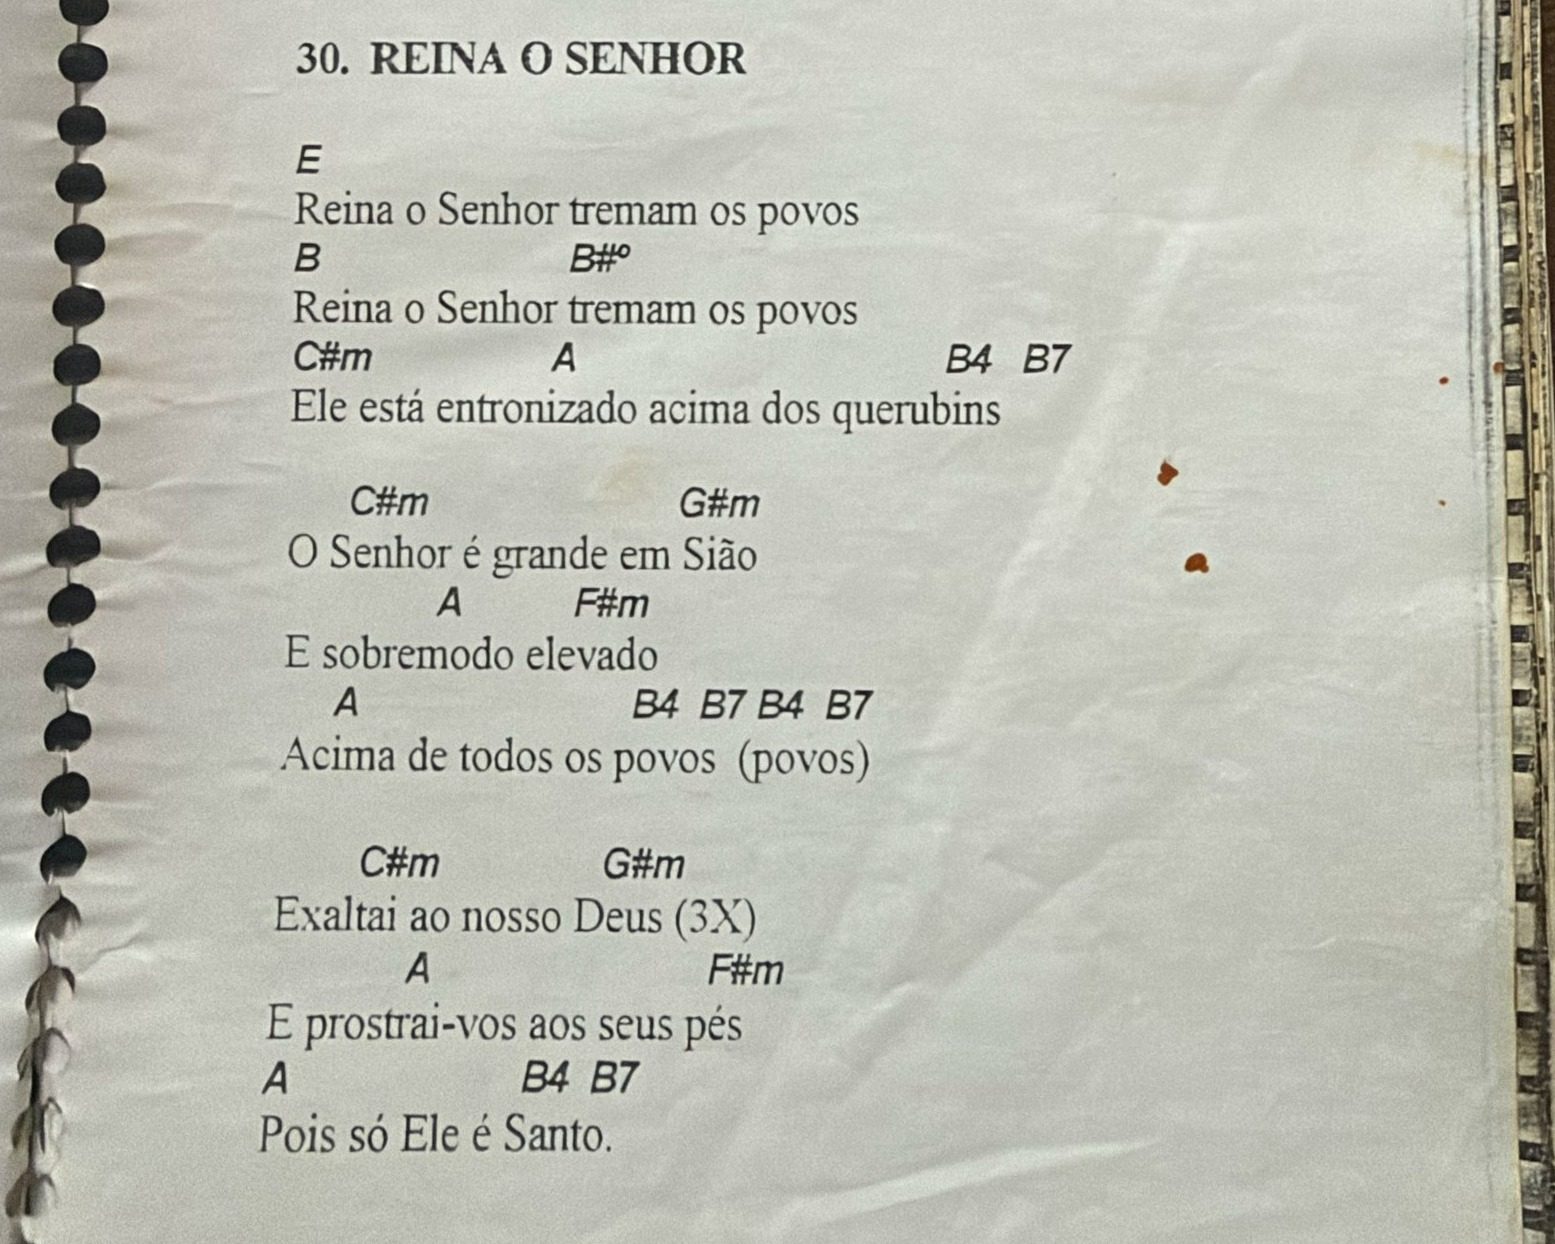 30. REINA O SENHOR
E
Reina o Senhor tremam os povos
B B#º
Reina o Senhor tremam os povos
C#m A B4 B7
Ele está entronizado acima dos querubins
C#m G#m
O Senhor é grande em Sião
A F#m
E sobremodo elevado
A B4 B7 B4 B7
Acima de todos os povos (povos)
C#m G#m
Exaltai ao nosso Deus (3X)
A F#m
E prostrai-vos aos seus pés
A B4 B7
Pois só Ele é Santo.